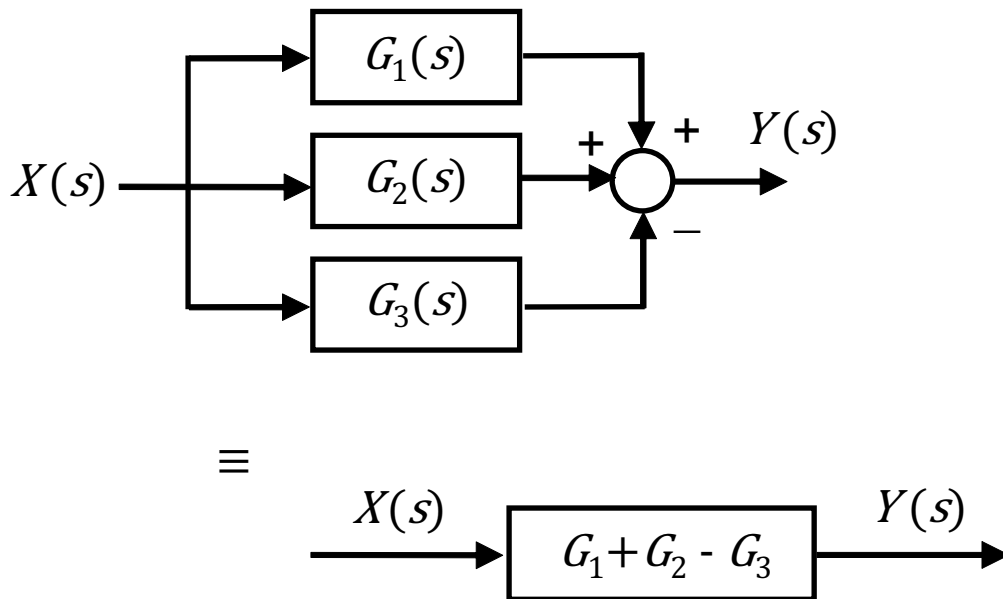 G₁(s)
+
+
Y(s)
X(s)
G₂(s)
−
G₃(s)
≡
X(s)
Y(s)
G₁+G₂ - G₃